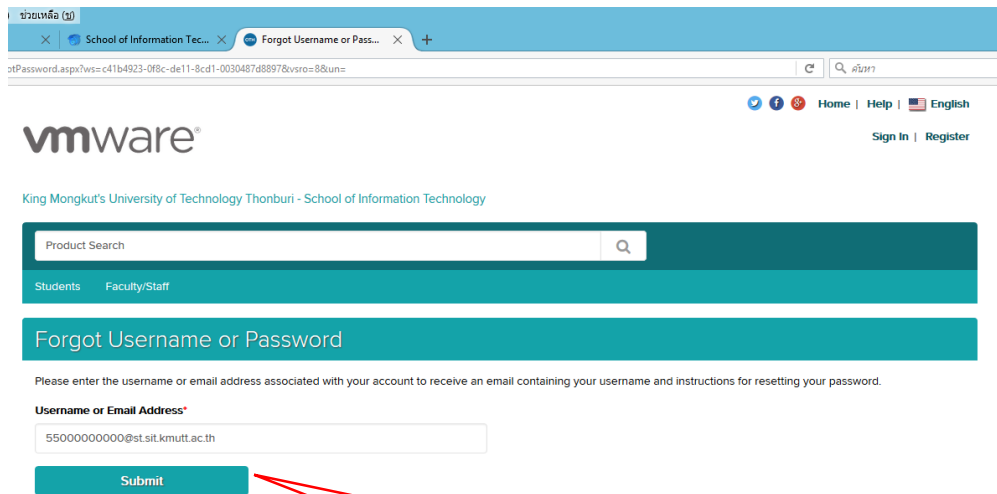 ) ช่วยเหลือ (ช)
School of Information Tec... Forgot Username or Pass... +
otPassword.aspx?ws=c41b4923-0f8c-de11-8cd1-0030487d8897&vsro=8&un= ค้นหา
Home | Help | English
vmware®
Sign In | Register
King Mongkut's University of Technology Thonburi - School of Information Technology
Product Search
Students Faculty/Staff
Forgot Username or Password
Please enter the username or email address associated with your account to receive an email containing your username and instructions for resetting your password.
Username or Email Address*
55000000000@st.sit.kmutt.ac.th
Submit